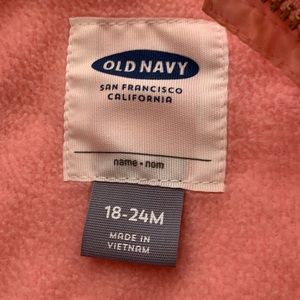 OLD NAVY
SAN FRANCISCO
CALIFORNIA
name • nom
18-24M
MADE IN
VIETNAM